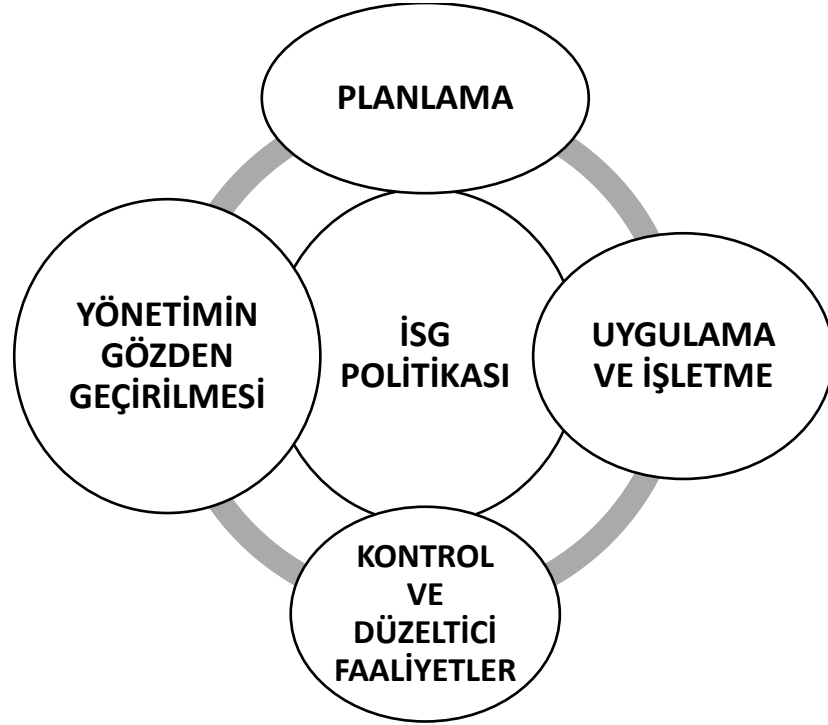 PLANLAMA
YÖNETİMİN
GÖZDEN
GEÇİRİLMESİ
İSG
POLİTİKASI
UYGULAMA
VE İŞLETME
KONTROL
VE
DÜZELTİCİ
FAALİYETLER